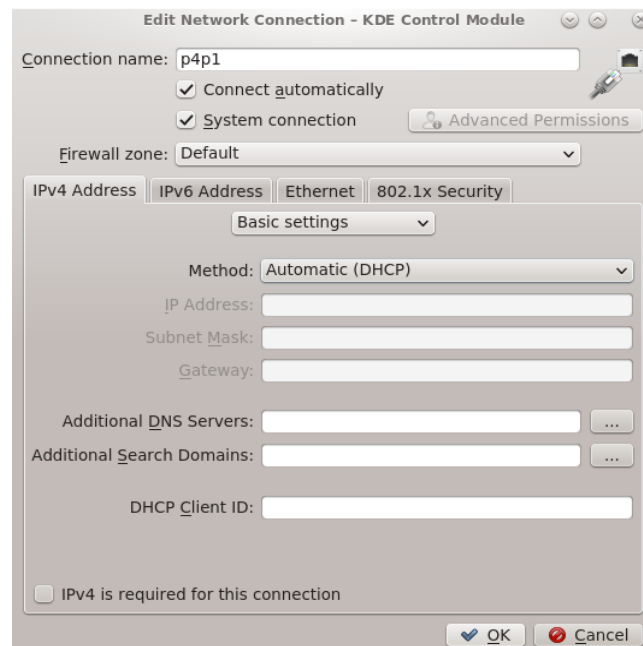 Edit Network Connection – KDE Control Module
Connection name: p4p1
Connect automatically
System connection Advanced Permissions
Firewall zone: Default
IPv4 Address IPv6 Address Ethernet 802.1x Security
Basic settings
Method: Automatic (DHCP)
IP Address:
Subnet Mask:
Gateway:
Additional DNS Servers: ...
Additional Search Domains: ...
DHCP Client ID:
IPv4 is required for this connection
OK Cancel